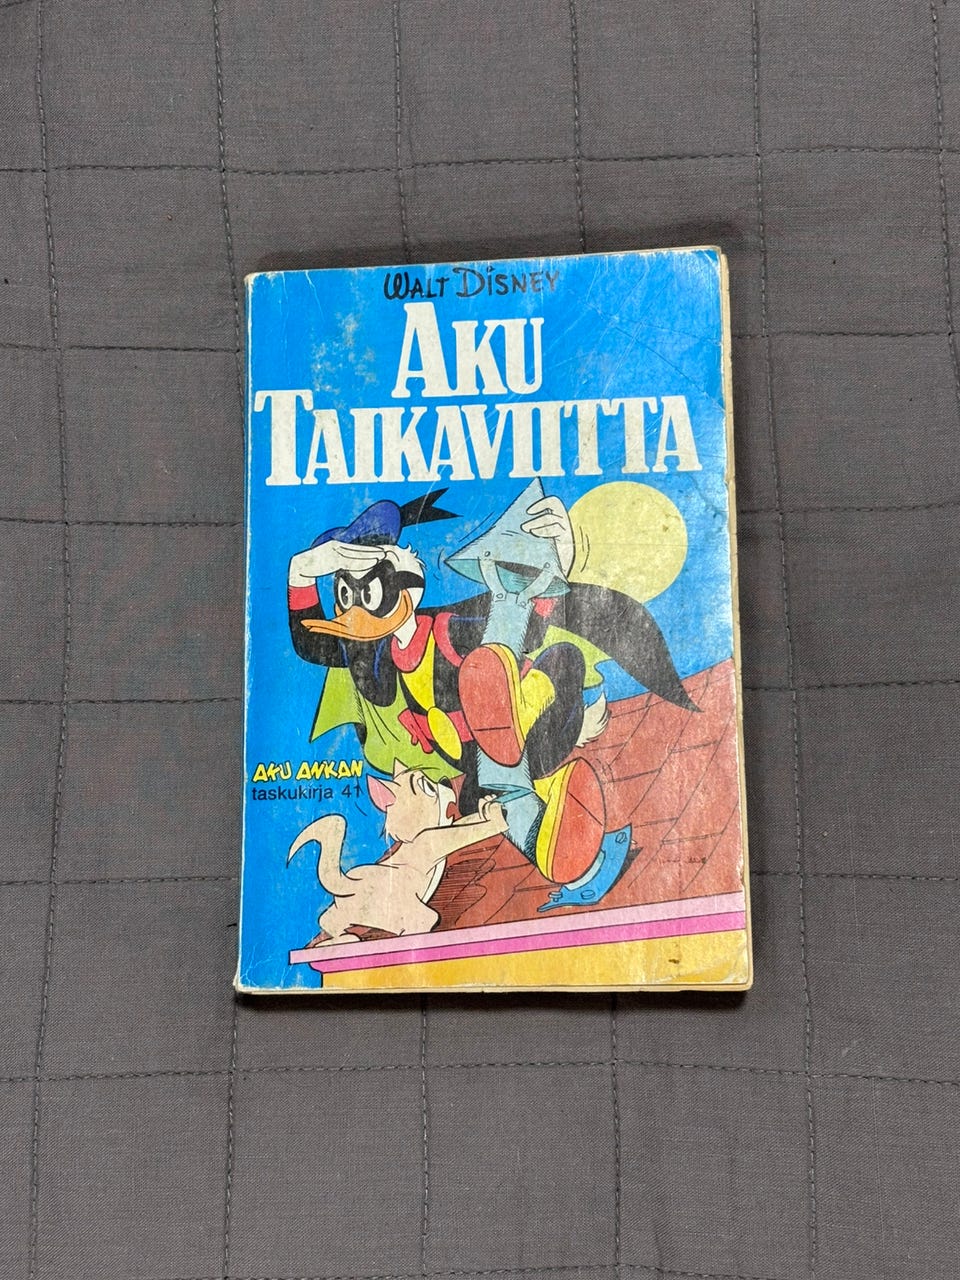 WALT DISNEY
AKU
TAIKAVIITTA
AKU ANKAN
taskukirja 41